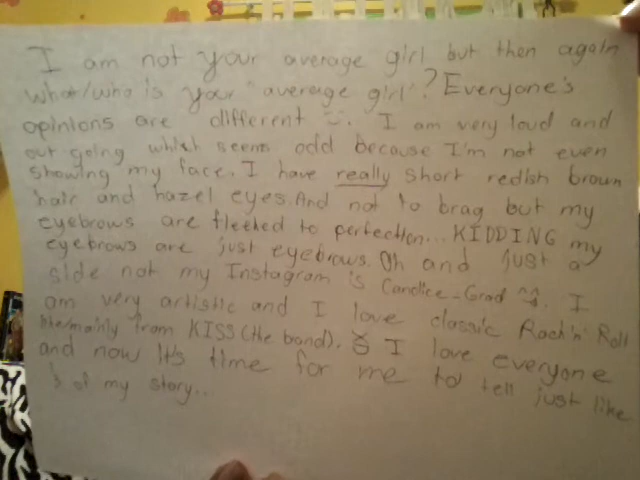 I am not your average girl but then again
what/who is your "average girl"? Everyone's
opinions are different :). I am very loud and
out going which seems odd because I'm not even
showing my face. I have really short redish brown
hair and hazel eyes. And not to brag but my
eyebrows are fleeked to perfection... KIDDING my
eyebrows are just eyebrows. Oh and just a
side not my Instagram is Candice_Grad ^^. I
am very artistic and I love classic Rock 'n' Roll
mainly from KISS (the band). I love everyone
and now it's time for me to tell just like
of my story...